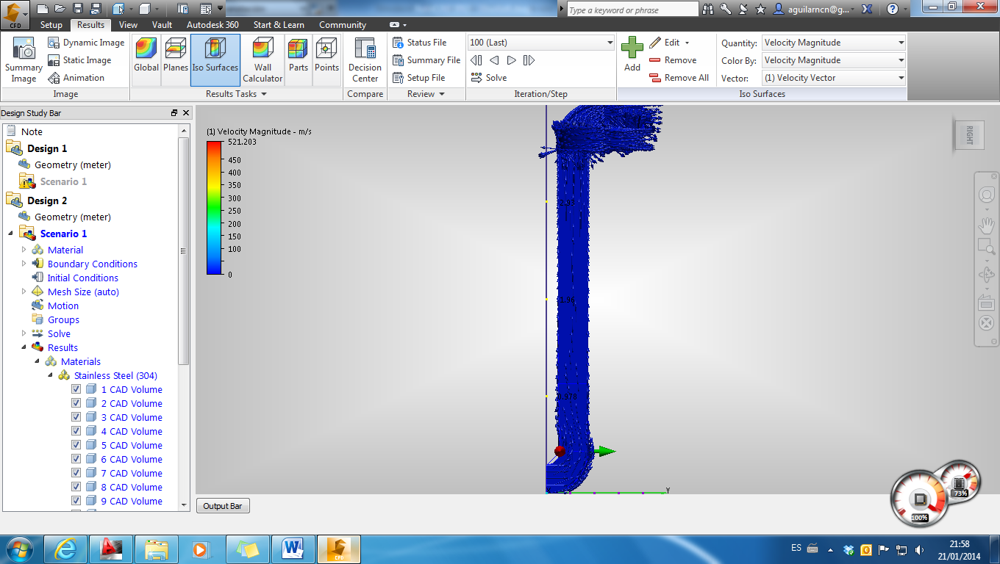 Type a keyword or phrase
aguilarncn@g...
CFD
Setup Results View Vault Autodesk 360 Start & Learn Community
Summary Image
Dynamic Image
Static Image
Animation
Image
Global
Planes
Iso Surfaces
Wall Calculator
Parts
Points
Results Tasks
Decision Center
Compare
Status File
Summary File
Setup File
Review
100 (Last)
Solve
Iteration/Step
Add
Edit
Remove
Remove All
Quantity: Velocity Magnitude
Color By: Velocity Magnitude
Vector: (1) Velocity Vector
Iso Surfaces
Design Study Bar
Note
Design 1
Geometry (meter)
Scenario 1
Design 2
Geometry (meter)
Scenario 1
Material
Boundary Conditions
Initial Conditions
Mesh Size (auto)
Motion
Groups
Solve
Results
Materials
Stainless Steel (304)
1 CAD Volume
2 CAD Volume
3 CAD Volume
4 CAD Volume
5 CAD Volume
6 CAD Volume
7 CAD Volume
8 CAD Volume
9 CAD Volume
(1) Velocity Magnitude - m/s
521.203
450
400
350
300
250
200
150
100
0
Y
RIGHT
73%
100%
Output Bar
CFD
ES
21:58
21/01/2014